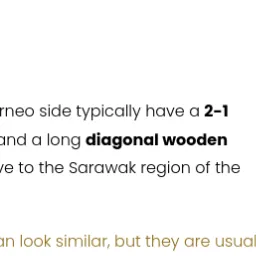 rneo side typically have a 2-1
and a long diagonal wooden
ve to the Sarawak region of the
an look similar, but they are usual